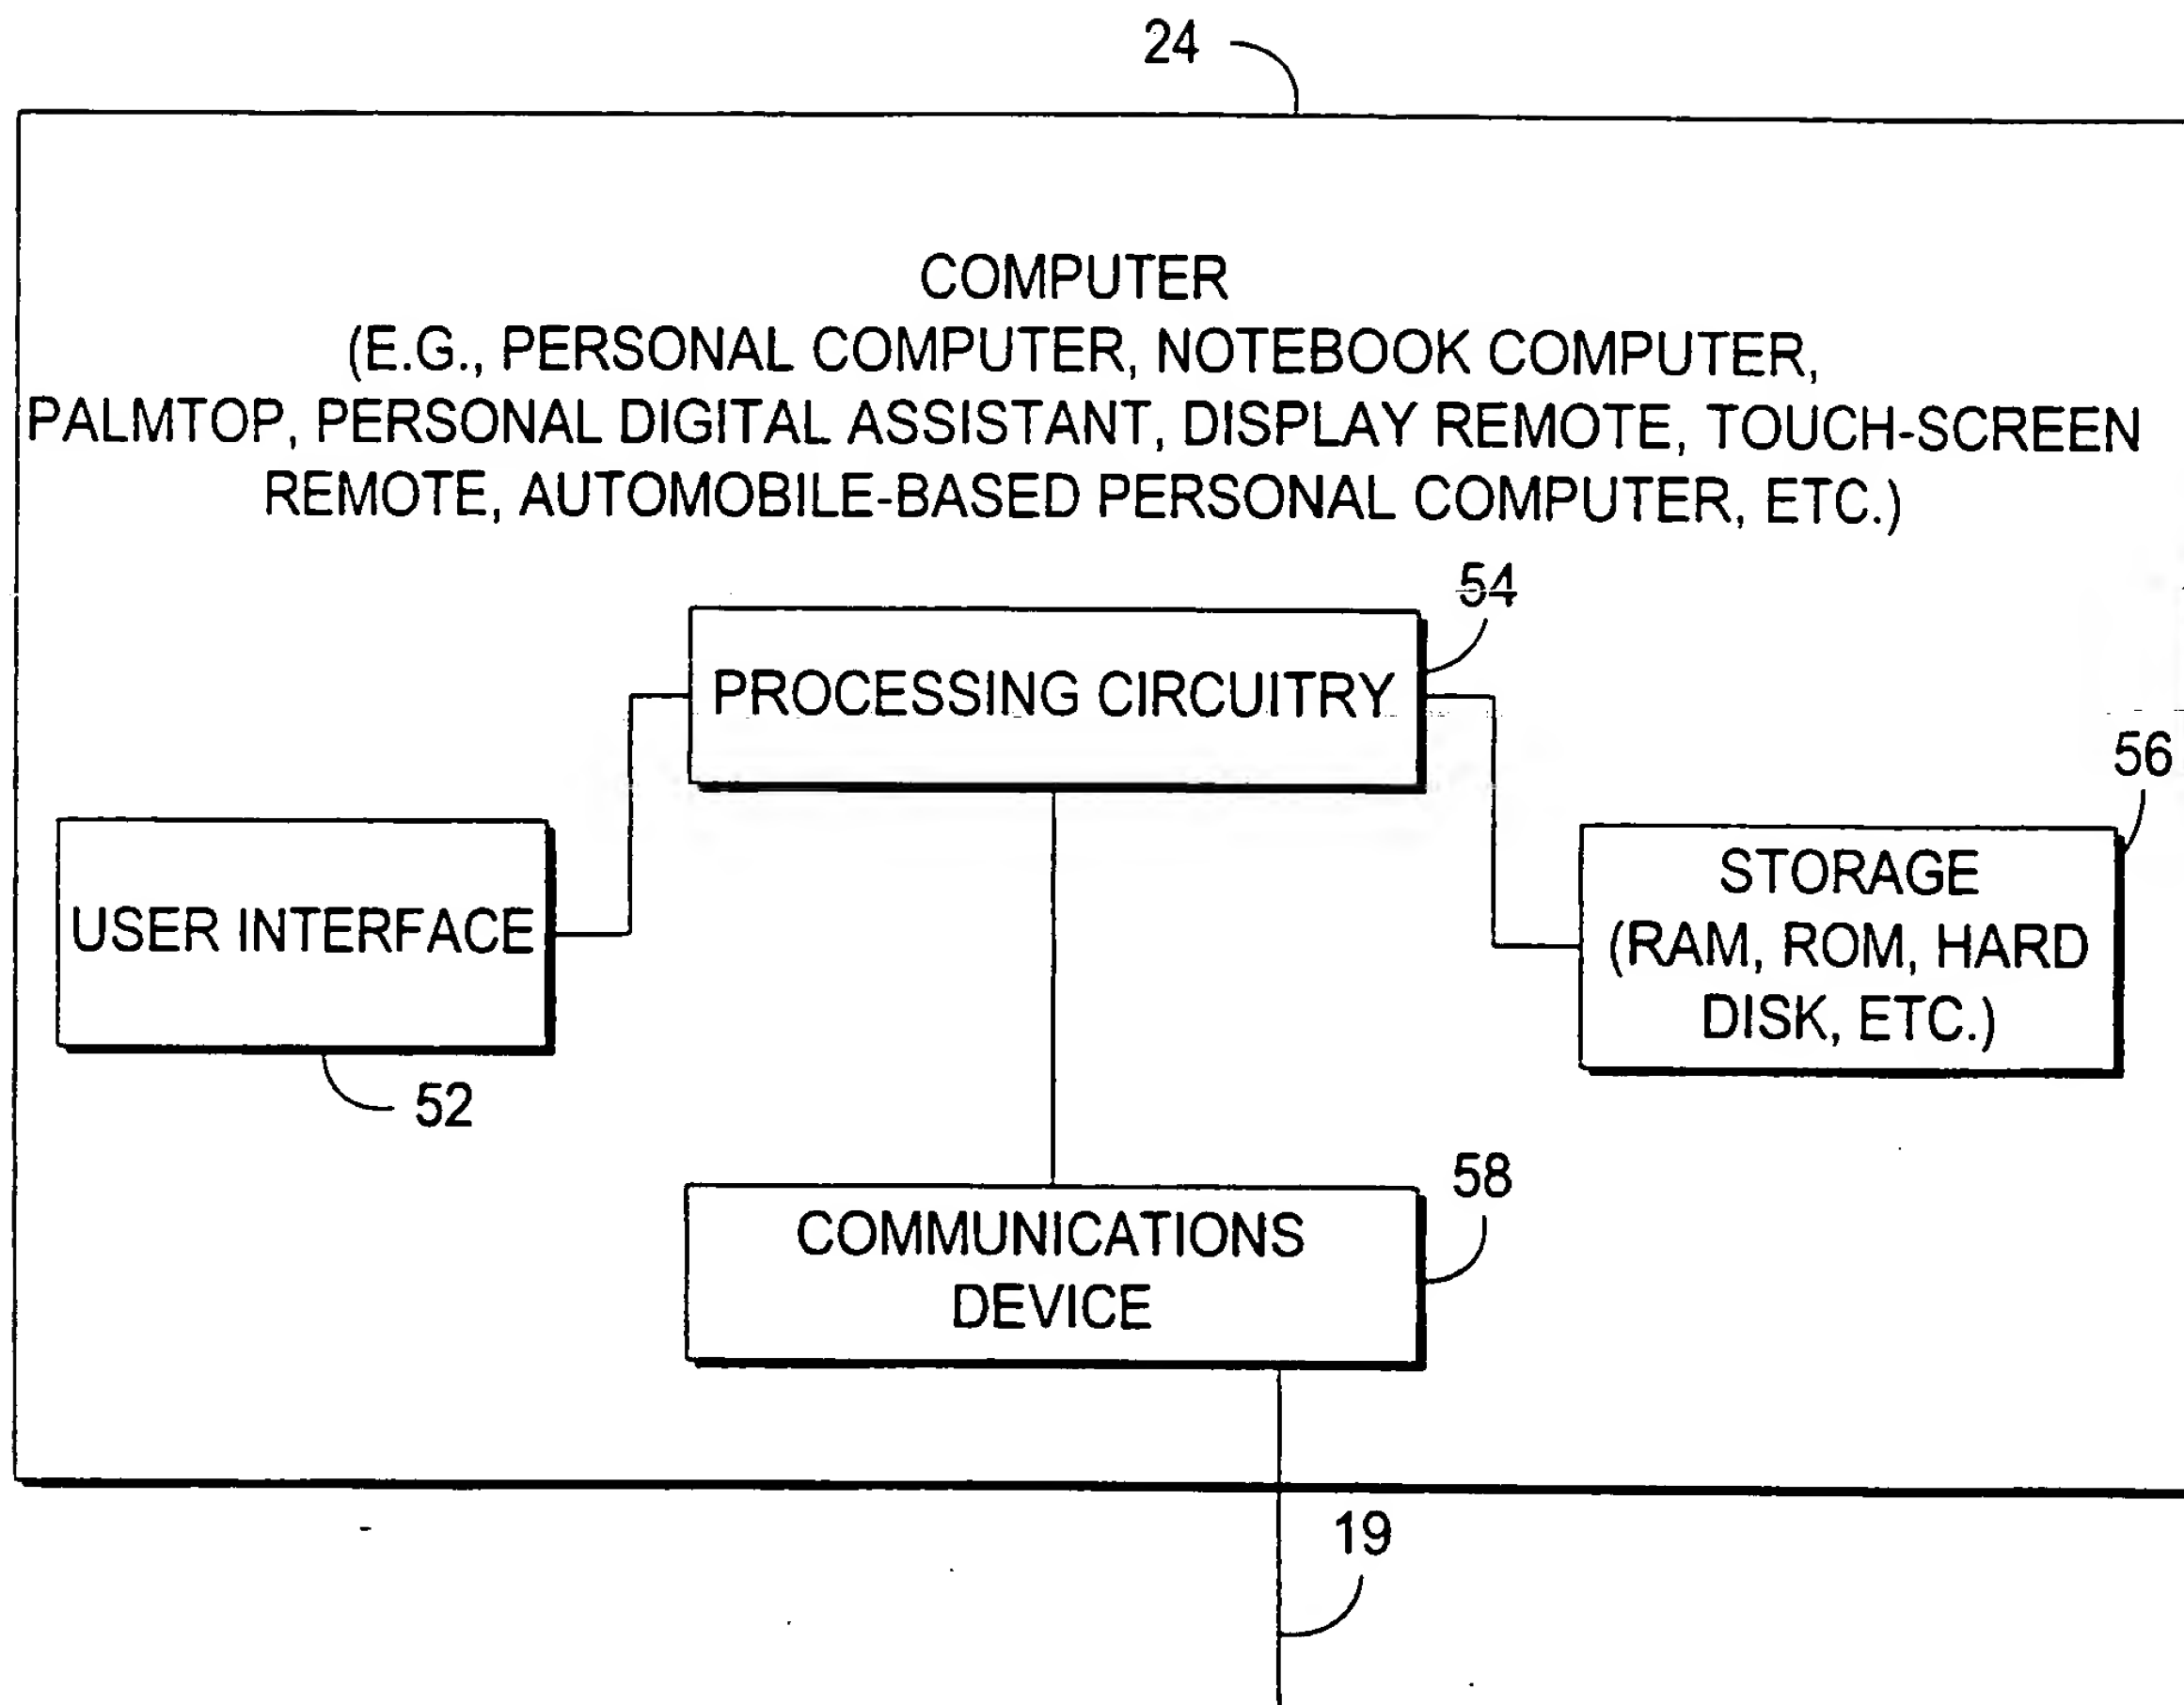 24
COMPUTER
(E.G., PERSONAL COMPUTER, NOTEBOOK COMPUTER,
PALMTOP, PERSONAL DIGITAL ASSISTANT, DISPLAY REMOTE, TOUCH-SCREEN
REMOTE, AUTOMOBILE-BASED PERSONAL COMPUTER, ETC.)
54
PROCESSING CIRCUITRY
56
USER INTERFACE
STORAGE
(RAM, ROM, HARD
DISK, ETC.)
52
58
COMMUNICATIONS
DEVICE
19